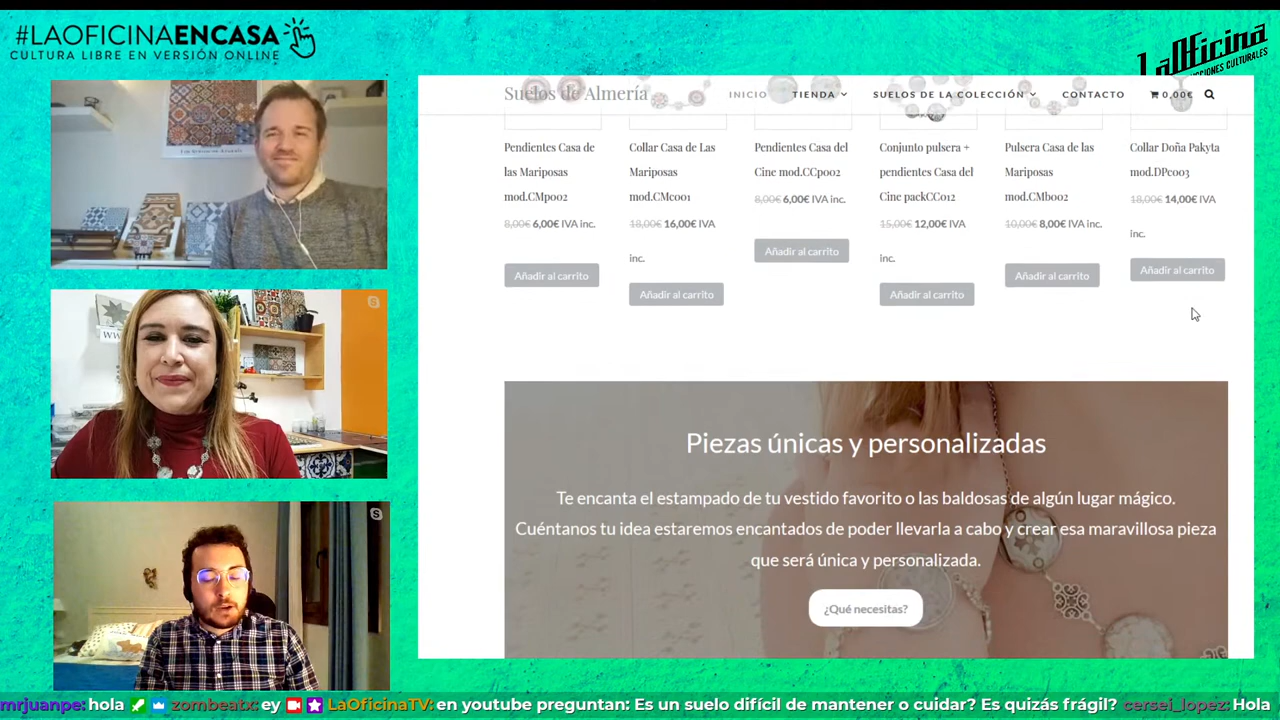 #LAOFICINAENCASA
CULTURA LIBRE EN VERSIÓN ONLINE
LaOficina
Suelos de Almería
INICIO
TIENDA
SUELOS DE LA COLECCIÓN
CONTACTO
0,00€
Pendientes Casa de
las Mariposas
mod.CMp002
8,00€ 6,00€ IVA inc.
Añadir al carrito
Collar Casa de Las
Mariposas
mod.CMc001
18,00€ 16,00€ IVA
inc.
Añadir al carrito
Pendientes Casa del
Cine mod.CCp002
8,00€ 6,00€ IVA inc.
Añadir al carrito
Conjunto pulsera +
pendientes Casa del
Cine packCC012
15,00€ 12,00€ IVA
inc.
Añadir al carrito
Pulsera Casa de las
Mariposas
mod.CMb002
10,00€ 8,00€ IVA inc.
Añadir al carrito
Collar Doña Pakyta
mod.DPc003
18,00€ 14,00€ IVA
inc.
Añadir al carrito
WWW
Piezas únicas y personalizadas
Te encanta el estampado de tu vestido favorito o las baldosas de algún lugar mágico.
Cuéntanos tu idea estaremos encantados de poder llevarla a cabo y crear esa maravillosa pieza
que será única y personalizada.
¿Qué necesitas?
mrjuanpe: hola zombeatx: ey LaOficinaTV: en youtube preguntan: Es un suelo difícil de mantener o cuidar? Es quizás frágil? cersei_lopez: Hola